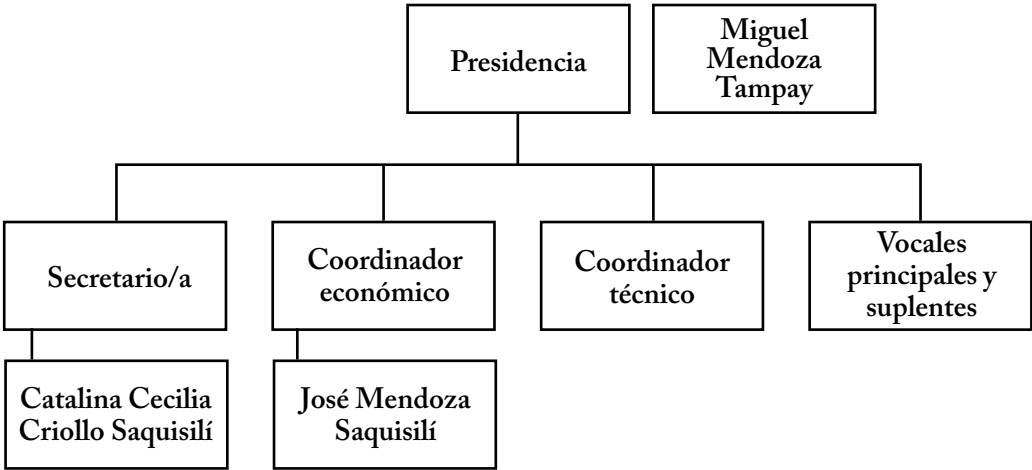 Presidencia
Miguel
Mendoza
Tampay
Secretario/a
Coordinador
económico
Coordinador
técnico
Vocales
principales y
suplentes
Catalina Cecilia
Criollo Saquisilí
José Mendoza
Saquisilí